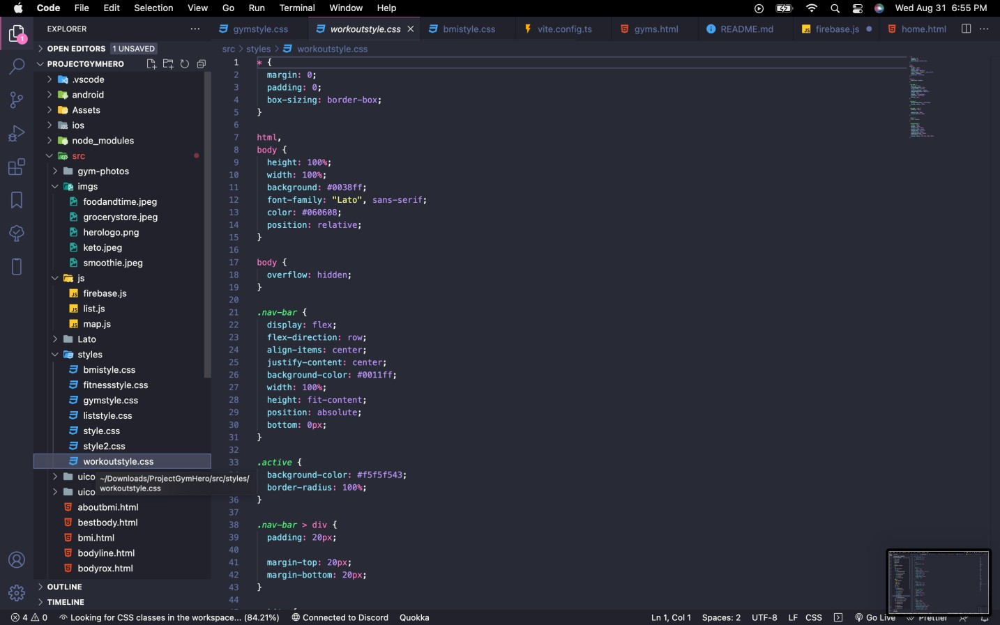 Code File Edit Selection View Go Run Terminal Window Help Wed Aug 31 6:55 PM
EXPLORER
gymstyle.css workoutstyle.css bmistyle.css vite.config.ts gyms.html README.md firebase.js home.html
OPEN EDITORS 1 UNSAVED
PROJECTGYMHERO
.vscode
android
Assets
ios
node_modules
src
gym-photos
imgs
foodandtime.jpeg
grocerystore.jpeg
herologo.png
keto.jpeg
smoothie.jpeg
js
firebase.js
list.js
map.js
Lato
styles
bmistyle.css
fitnessstyle.css
gymstyle.css
liststyle.css
style.css
style2.css
workoutstyle.css
uico
uico
~/Downloads/ProjectGymHero/src/styles/
workoutstyle.css
aboutbmi.html
bestbody.html
bmi.html
bodyline.html
bodyrox.html
OUTLINE
TIMELINE
1
src > styles > workoutstyle.css
1 * {
2 margin: 0;
3 padding: 0;
4 box-sizing: border-box;
5 }
6
7 html,
8 body {
9 height: 100%;
10 width: 100%;
11 background: #0038ff;
12 font-family: "Lato", sans-serif;
13 color: #060608;
14 position: relative;
15 }
16
17 body {
18 overflow: hidden;
19 }
20
21 .nav-bar {
22 display: flex;
23 flex-direction: row;
24 align-items: center;
25 justify-content: center;
26 background-color: #0011ff;
27 width: 100%;
28 height: fit-content;
29 position: absolute;
30 bottom: 0px;
31 }
32
33 .active {
background-color: #f5f5f543;
border-radius: 100%;
36 }
37
38 .nav-bar > div {
39 padding: 20px;
40
41 margin-top: 20px;
42 margin-bottom: 20px;
43 }
44
4 0 Looking for CSS classes in the workspace... (84.21%) Connected to Discord Quokka Ln 1, Col 1 Spaces: 2 UTF-8 LF CSS Go Live Prettier